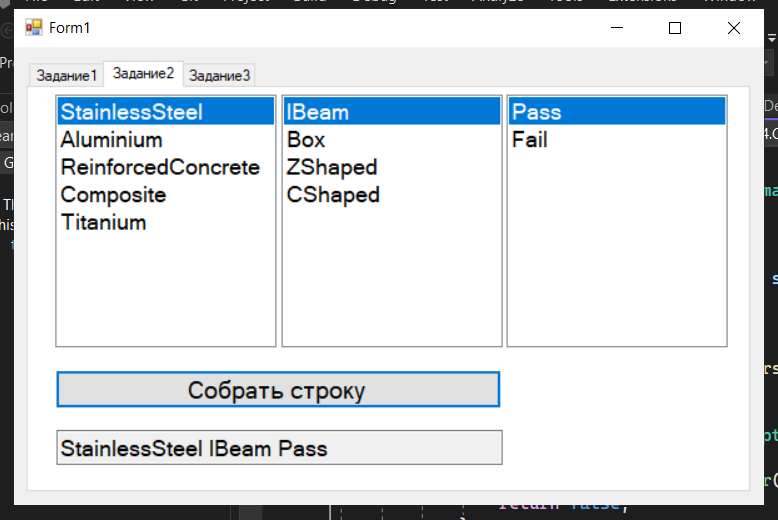 Form1
Задание1 Задание2 Задание3
StainlessSteel
Aluminium
ReinforcedConcrete
Composite
Titanium
IBeam
Box
ZShaped
CShaped
Pass
Fail
Собрать строку
StainlessSteel IBeam Pass
return false;